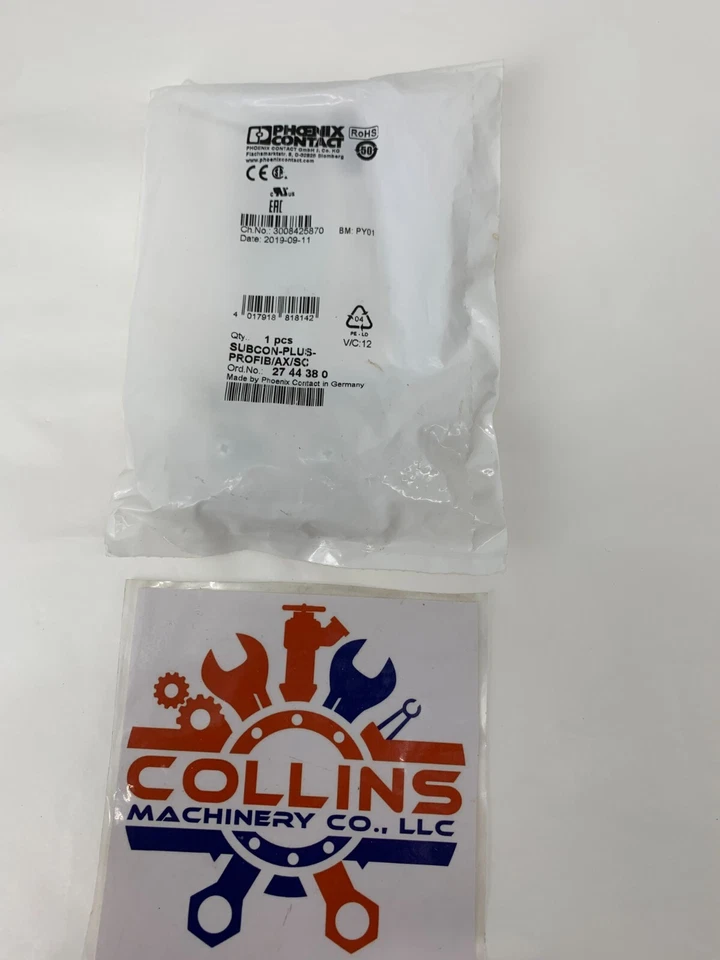 PHOENIX
CONTACT
RoHS
50
PHOENIX CONTACT GmbH & Co. KG
Flachsmarktstr. 8, D-32825 Blomberg
www.phoenixcontact.com
CE
c us
EAC
Ch.No.: 3008425870 BM: PY01
Date: 2019-09-11
4 017918 818142
04
PE - LD
V/C:12
Qty.: 1 pcs
SUBCON-PLUS-
PROFIB/AX/SC
Ord.No.: 27 44 38 0
Made by Phoenix Contact in Germany
COLLINS
MACHINERY CO., LLC